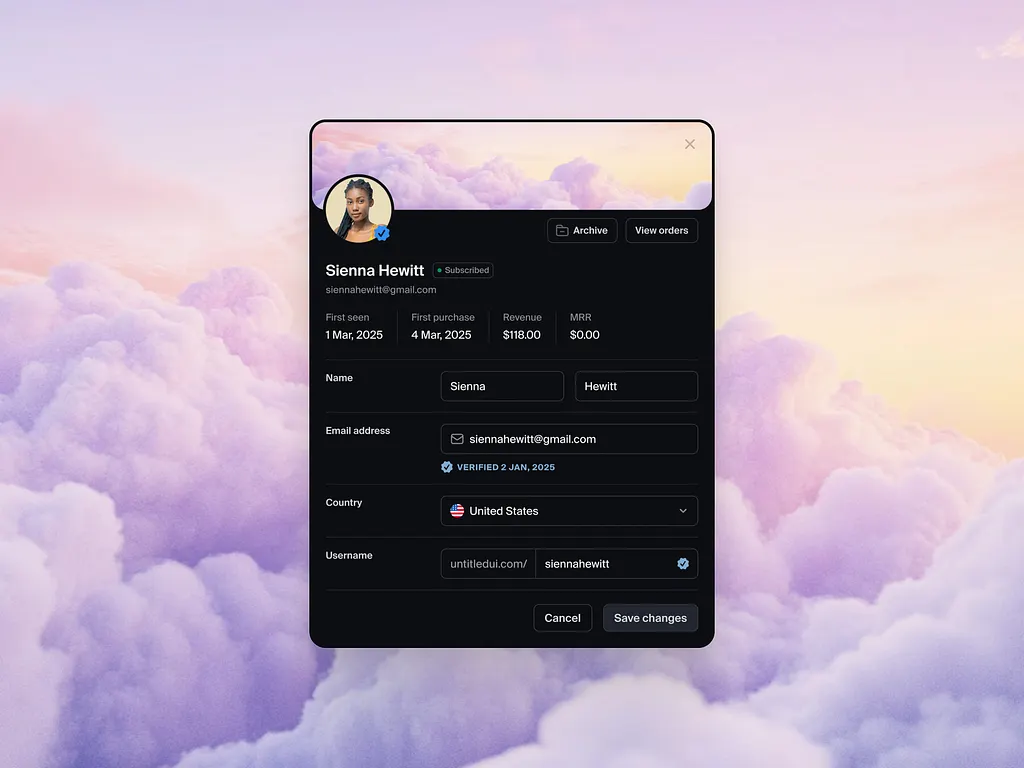 Archive
View orders
Sienna Hewitt
Subscribed
siennahewitt@gmail.com
First seen
1 Mar, 2025
First purchase
4 Mar, 2025
Revenue
$118.00
MRR
$0.00
Name
Sienna
Hewitt
Email address
siennahewitt@gmail.com
VERIFIED 2 JAN, 2025
Country
United States
Username
untitledui.com/
siennahewitt
Cancel
Save changes